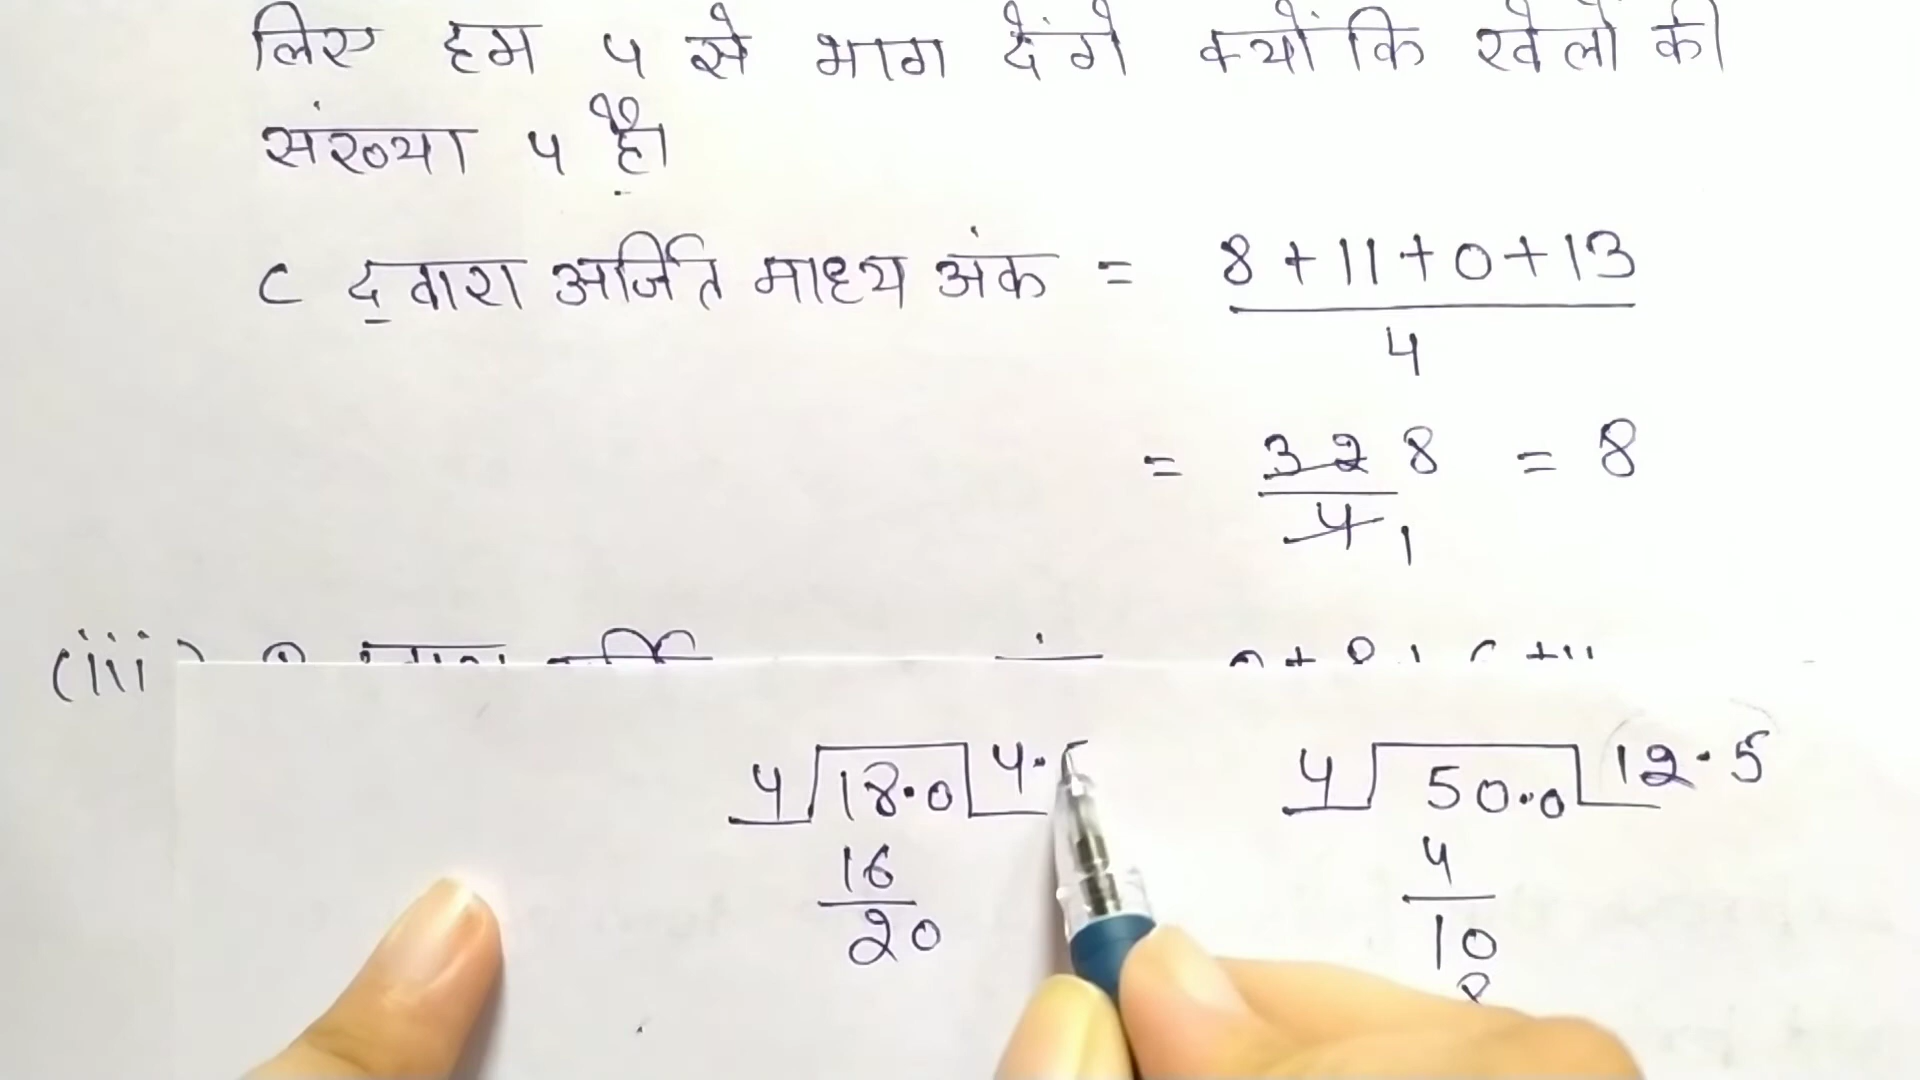 लिए हम 4 से भाग देंगे क्योंकि खेलों की
संख्या 4 है।
C द्वारा अर्जित माध्य अंक = 8 + 11 + 0 + 13
4
= 32 8 = 8
4 1
(iii)
4 18.0 4.5 4 50.0 12.5
16 4
20 10
8